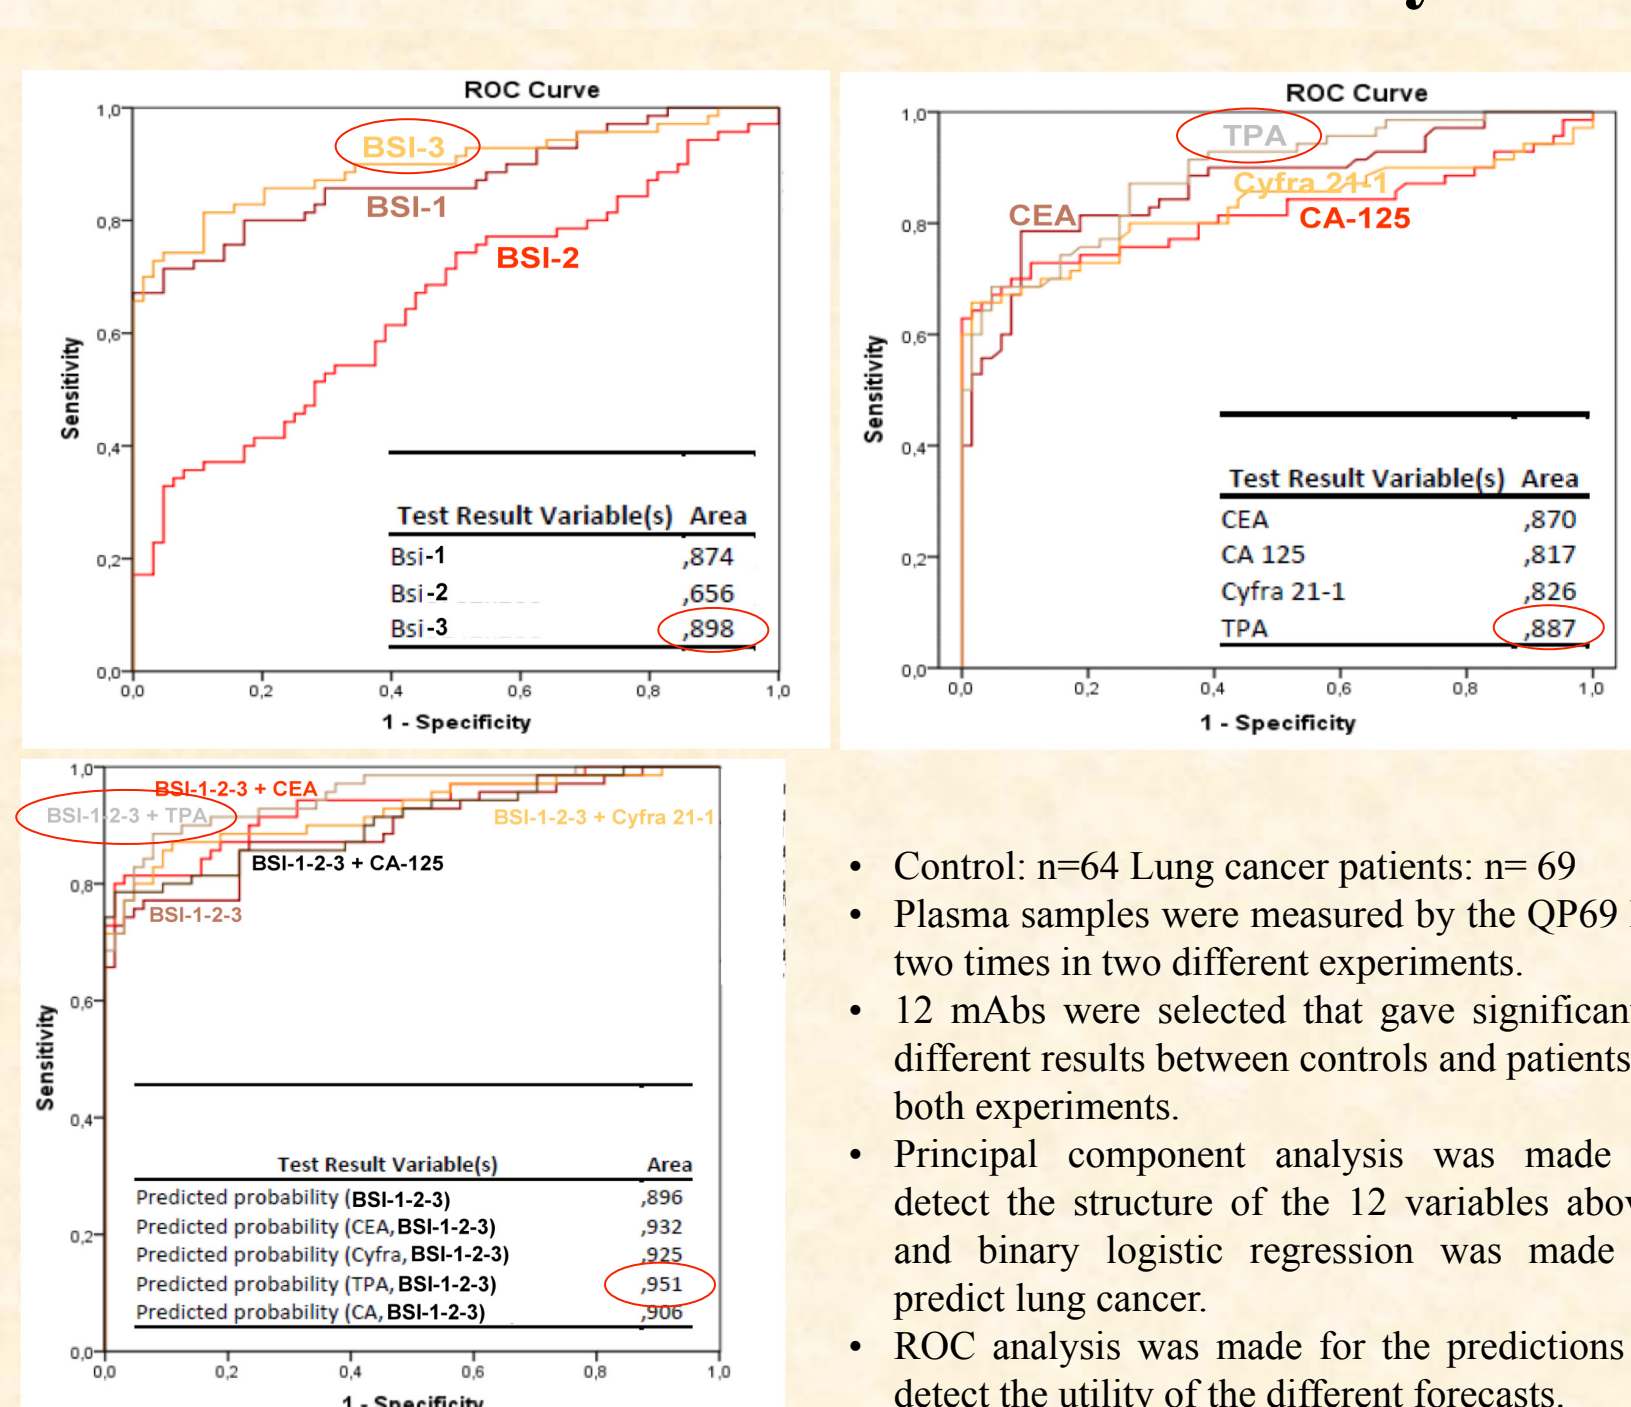 ROC Curve
1,0
0,8
0,6
0,4
0,2
0,0
Sensitivity
BSI-3
BSI-1
BSI-2
Test Result Variable(s) Area
Bsi-1 ,874
Bsi-2 ,656
Bsi-3 ,898
0,0 0,2 0,4 0,6 0,8 1,0
1 - Specificity
ROC Curve
1,0
0,8
0,6
0,4
0,2
0,0
Sensitivity
TPA
Cyfra 21-1
CEA
CA-125
Test Result Variable(s) Area
CEA ,870
CA 125 ,817
Cyfra 21-1 ,826
TPA ,887
0,0 0,2 0,4 0,6 0,8 1,0
1 - Specificity
1,0
0,8
0,6
0,4
0,2
0,0
Sensitivity
BSI-1-2-3 + CEA
BSI-1-2-3 + TPA
BSI-1-2-3 + Cyfra 21-1
BSI-1-2-3 + CA-125
BSI-1-2-3
Test Result Variable(s) Area
Predicted probability (BSI-1-2-3) ,896
Predicted probability (CEA, BSI-1-2-3) ,932
Predicted probability (Cyfra, BSI-1-2-3) ,925
Predicted probability (TPA, BSI-1-2-3) ,951
Predicted probability (CA, BSI-1-2-3) ,906
0,0 0,2 0,4 0,6 0,8 1,0
1 - Specificity
• Control: n=64 Lung cancer patients: n= 69
• Plasma samples were measured by the QP69
two times in two different experiments.
• 12 mAbs were selected that gave significant
different results between controls and patients
both experiments.
• Principal component analysis was made
detect the structure of the 12 variables abov
and binary logistic regression was made
predict lung cancer.
• ROC analysis was made for the predictions
detect the utility of the different forecasts.